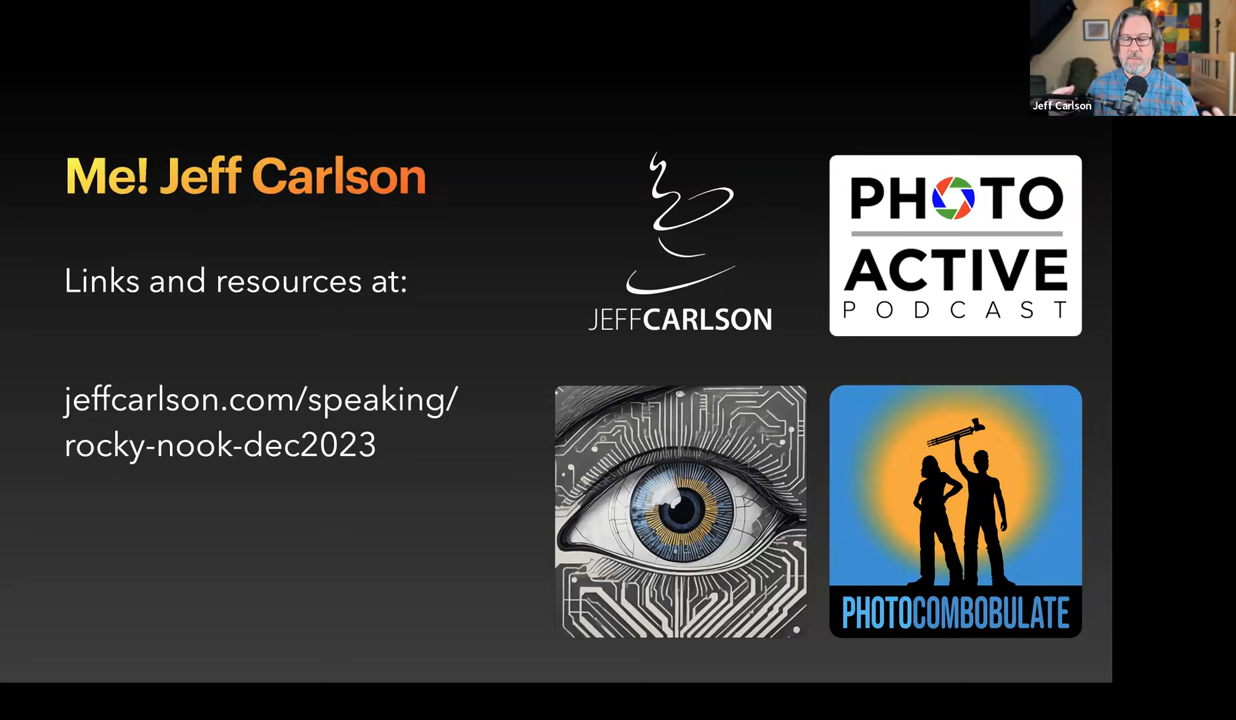 Jeff Carlson
Me! Jeff Carlson
Links and resources at:
jeffcarlson.com/speaking/
rocky-nook-dec2023
JEFFCARLSON
PHOTO
ACTIVE
PODCAST
PHOTOCOMBOBULATE